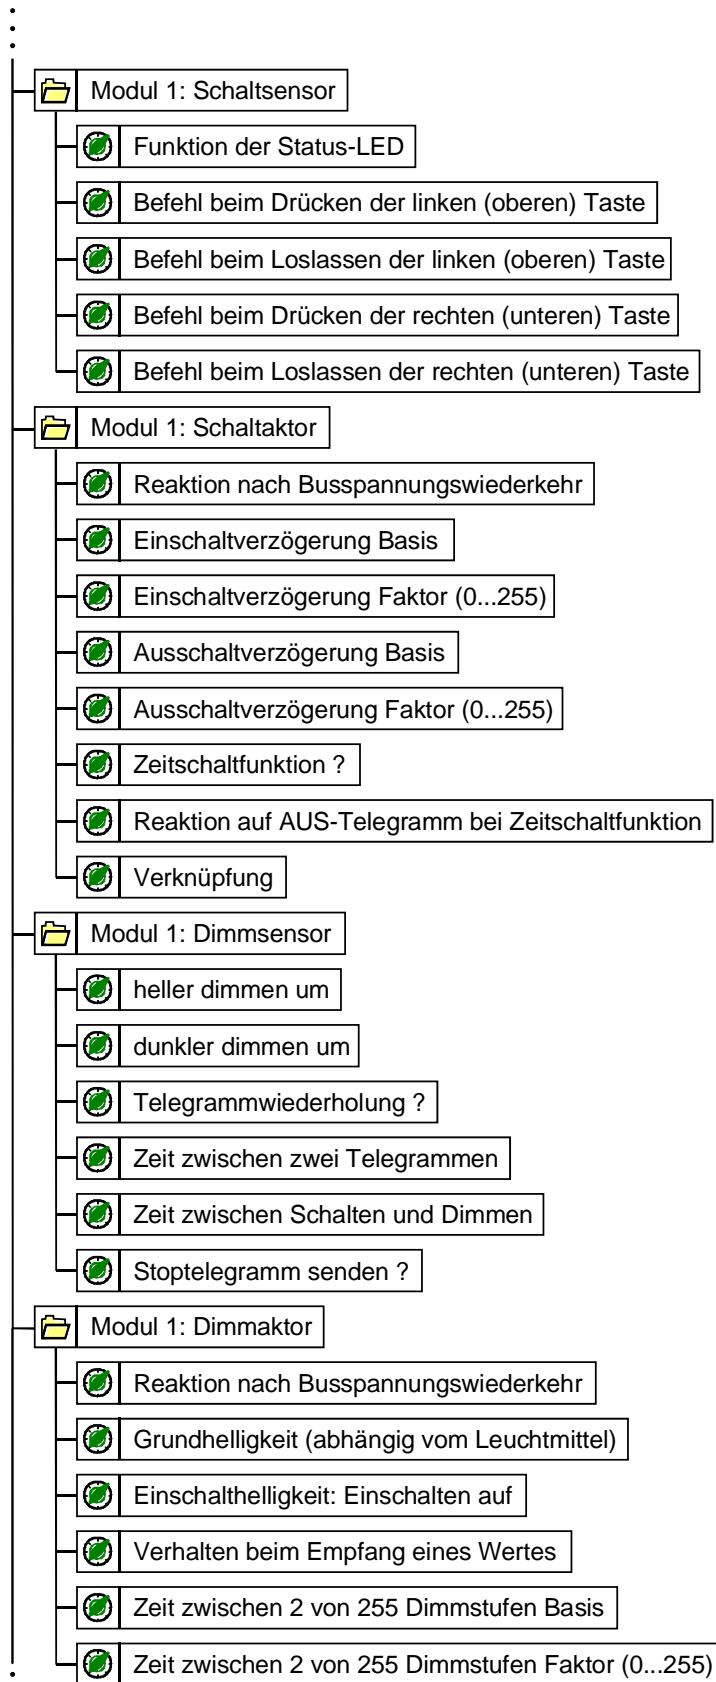 Modul 1: Schaltsensor
Funktion der Status-LED
Befehl beim Drücken der linken (oberen) Taste
Befehl beim Loslassen der linken (oberen) Taste
Befehl beim Drücken der rechten (unteren) Taste
Befehl beim Loslassen der rechten (unteren) Taste
Modul 1: Schaltaktor
Reaktion nach Busspannungswiederkehr
Einschaltverzögerung Basis
Einschaltverzögerung Faktor (0...255)
Ausschaltverzögerung Basis
Ausschaltverzögerung Faktor (0...255)
Zeitschaltfunktion ?
Reaktion auf AUS-Telegramm bei Zeitschaltfunktion
Verknüpfung
Modul 1: Dimmsensor
heller dimmen um
dunkler dimmen um
Telegrammwiederholung ?
Zeit zwischen zwei Telegrammen
Zeit zwischen Schalten und Dimmen
Stoptelegramm senden ?
Modul 1: Dimmaktor
Reaktion nach Busspannungswiederkehr
Grundhelligkeit (abhängig vom Leuchtmittel)
Einschalthelligkeit: Einschalten auf
Verhalten beim Empfang eines Wertes
Zeit zwischen 2 von 255 Dimmstufen Basis
Zeit zwischen 2 von 255 Dimmstufen Faktor (0...255)